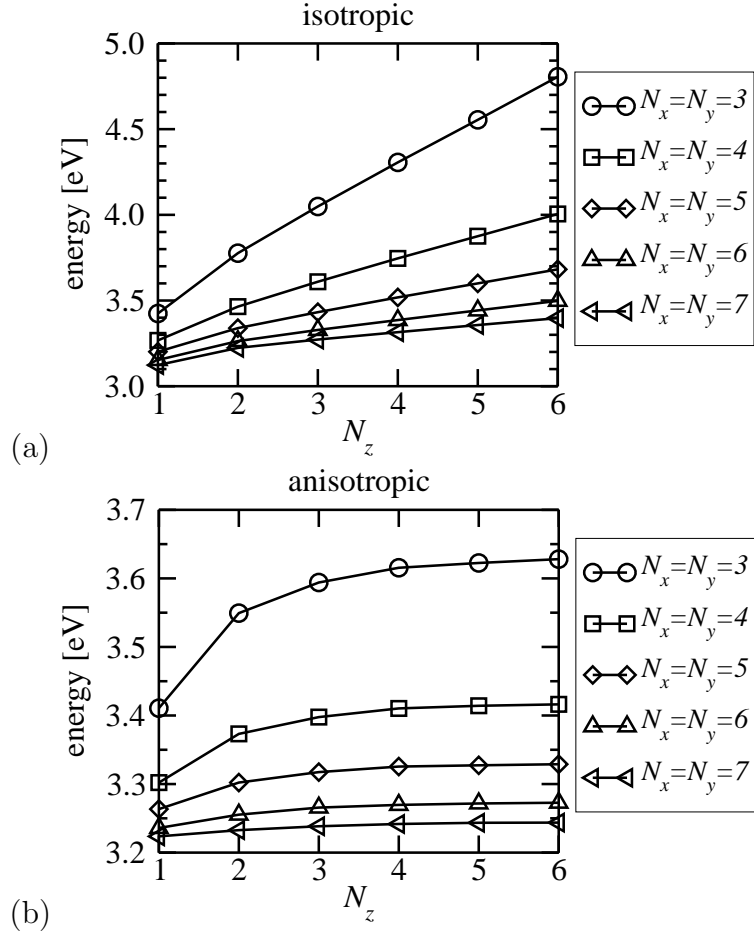 isotropic
5.0
4.5
4.0
3.5
3.0
energy [eV]
1 2 3 4 5 6
N_z
N_x=N_y=3
N_x=N_y=4
N_x=N_y=5
N_x=N_y=6
N_x=N_y=7
(a)
anisotropic
3.7
3.6
3.5
3.4
3.3
3.2
energy [eV]
1 2 3 4 5 6
N_z
N_x=N_y=3
N_x=N_y=4
N_x=N_y=5
N_x=N_y=6
N_x=N_y=7
(b)